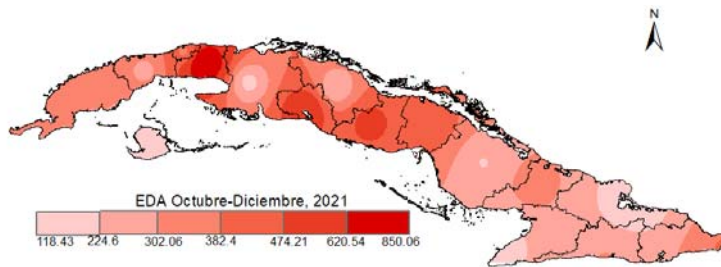 N
EDA Octubre-Diciembre, 2021
118.43 224.6 302.06 382.4 474.21 620.54 850.06